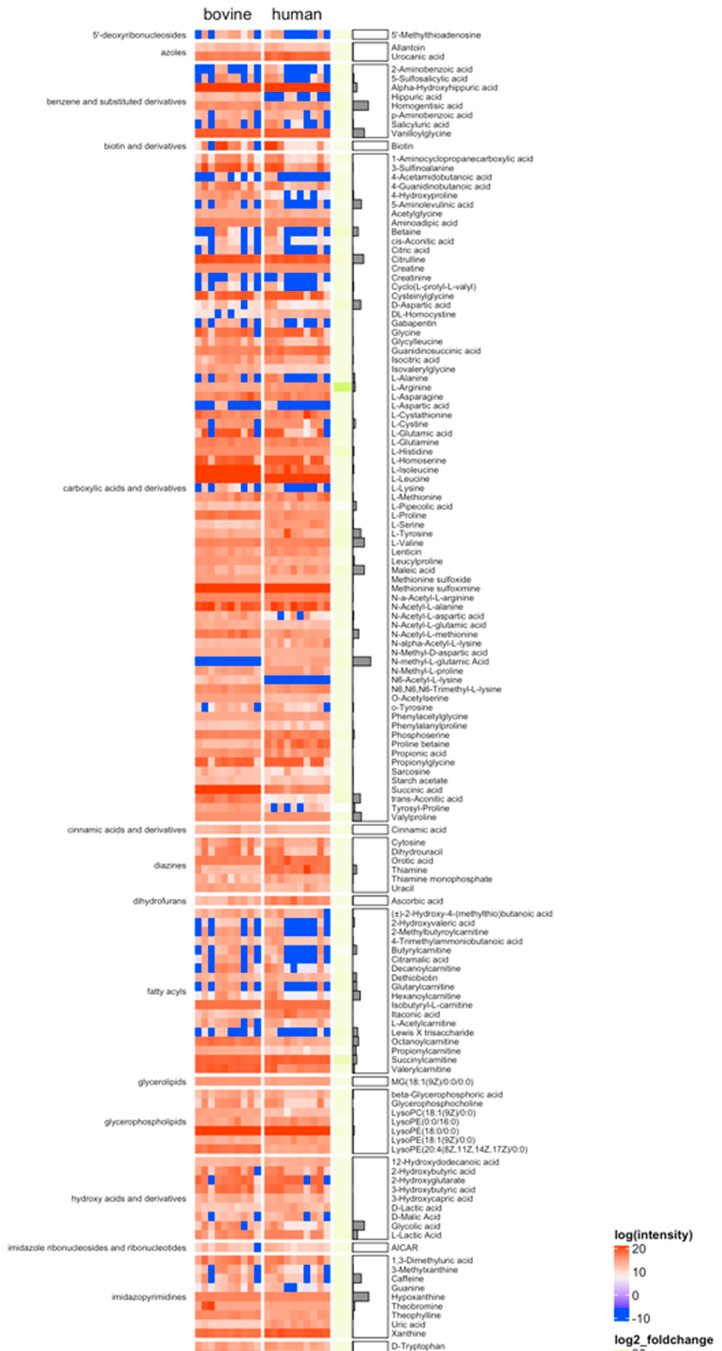 bovine human
5'-deoxyribonucleosides 5'-Methylthioadenosine
Allantoin
azoles
Urocanic acid
2-Aminobenzoic acid
5-Sulfosalicylic acid
Alpha-Hydroxyhippuric acid
Hippuric acid
benzene and substituted derivatives
Homogentisic acid
p-Aminobenzoic acid
Salicyluric acid
Vanilloylglycine
biotin and derivatives Biotin
1-Aminocyclopropanecarboxylic acid
3-Sulfinoalanine
4-Acetamidobutanoic acid
4-Guanidinobutanoic acid
4-Hydroxyproline
5-Aminolevulinic acid
Acetylglycine
Aminoadipic acid
Betaine
cis-Aconitic acid
Citric acid
Citrulline
Creatine
Creatinine
Cyclo(L-prolyl-L-valyl)
Cysteinylglycine
D-Aspartic acid
DL-Homocystine
Gabapentin
Glycine
Glycylleucine
Guanidinosuccinic acid
Isocitric acid
Isovalerylglycine
L-Alanine
L-Arginine
L-Asparagine
L-Aspartic acid
L-Cystathionine
L-Cystine
L-Glutamic acid
L-Glutamine
L-Histidine
L-Homoserine
L-Isoleucine
L-Leucine
carboxylic acids and derivatives L-Lysine
L-Methionine
L-Pipecolic acid
L-Proline
L-Serine
L-Tyrosine
L-Valine
Lenticin
Leucylproline
Maleic acid
Methionine sulfoxide
Methionine sulfoximine
N-a-Acetyl-L-arginine
N-Acetyl-L-alanine
N-Acetyl-L-aspartic acid
N-Acetyl-L-glutamic acid
N-Acetyl-L-methionine
N-alpha-Acetyl-L-lysine
N-Methyl-D-aspartic acid
N-methyl-L-glutamic Acid
N-Methyl-L-proline
N6-Acetyl-L-lysine
N6,N6,N6-Trimethyl-L-lysine
O-Acetylserine
o-Tyrosine
Phenylacetylglycine
Phenylalanylproline
Phosphoserine
Proline betaine
Propionic acid
Propionylglycine
Sarcosine
Starch acetate
Succinic acid
trans-Aconitic acid
Tyrosyl-Proline
Valylproline
cinnamic acids and derivatives Cinnamic acid
Cytosine
Dihydrouracil
Orotic acid
diazines
Thiamine
Thiamine monophosphate
Uracil
dihydrofurans Ascorbic acid
(±)-2-Hydroxy-4-(methylthio)butanoic acid
2-Hydroxyvaleric acid
2-Methylbutyroylcarnitine
4-Trimethylammoniobutanoic acid
Butyrylcarnitine
Citramalic acid
Decanoylcarnitine
Dethiobiotin
Glutarylcarnitine
fatty acyls
Hexanoylcarnitine
Isobutyryl-L-carnitine
Itaconic acid
L-Acetylcarnitine
Lewis X trisaccharide
Octanoylcarnitine
Propionylcarnitine
Succinylcarnitine
Valerylcarnitine
glycerolipids MG(18:1(9Z)/0:0/0:0)
beta-Glycerophosphoric acid
Glycerophosphocholine
LysoPC(18:1(9Z)/0:0)
glycerophospholipids LysoPE(0:0/16:0)
LysoPE(18:0/0:0)
LysoPE(18:1(9Z)/0:0)
LysoPE(20:4(8Z,11Z,14Z,17Z)/0:0)
12-Hydroxydodecanoic acid
2-Hydroxybutyric acid
2-Hydroxyglutarate
3-Hydroxybutyric acid
hydroxy acids and derivatives 3-Hydroxycapric acid
D-Lactic acid
D-Malic Acid
Glycolic acid
L-Lactic Acid
imidazole ribonucleosides and ribonucleotides AICAR
1,3-Dimethyluric acid
3-Methylxanthine
Caffeine
Guanine
imidazopyrimidines Hypoxanthine
Theobromine
Theophylline
Uric acid
Xanthine
D-Tryptophan
log(intensity)
20
10
0
-10
log2_foldchange